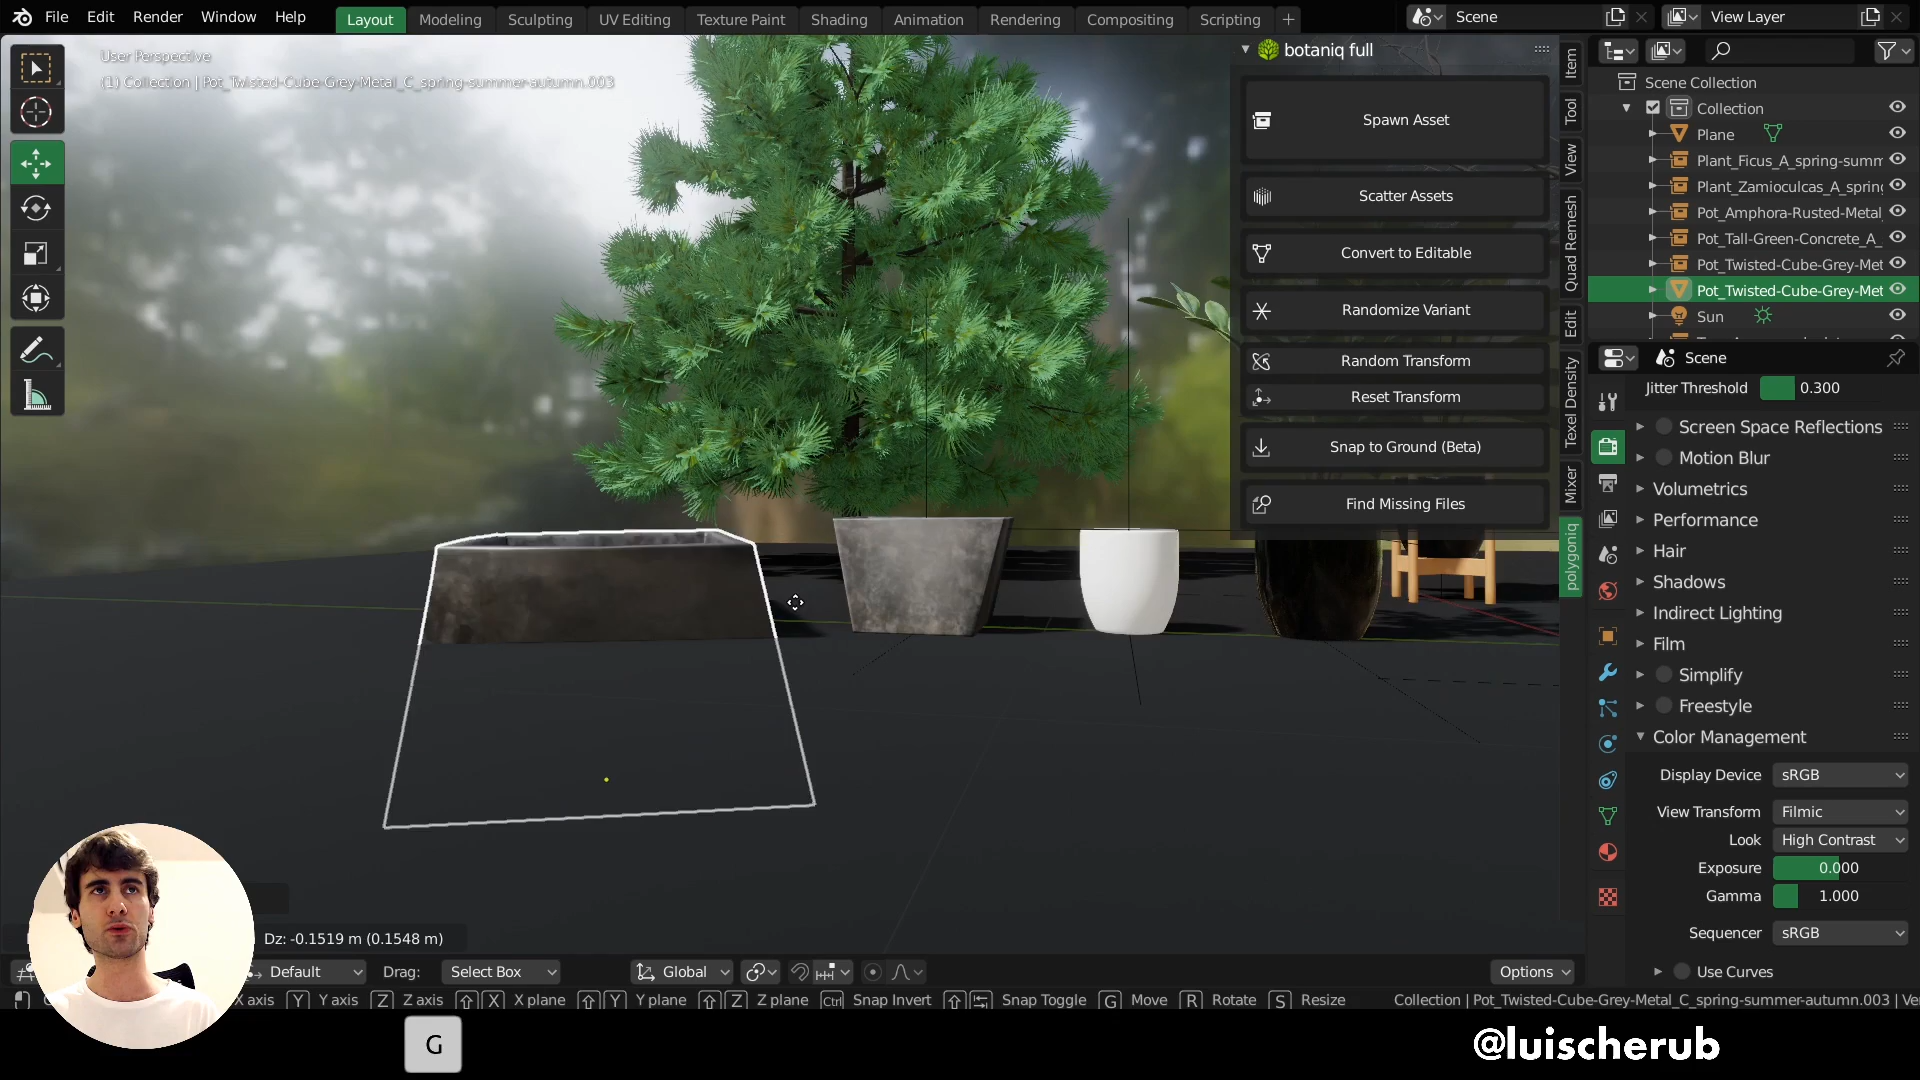 File Edit Render Window Help
Layout Modeling Sculpting UV Editing Texture Paint Shading Animation Rendering Compositing Scripting +
Scene
View Layer
User Perspective
(1) Collection | Pot_Twisted-Cube-Grey-Metal_C_spring-summer-autumn.003
botaniq full
Spawn Asset
Scatter Assets
Convert to Editable
Randomize Variant
Random Transform
Reset Transform
Snap to Ground (Beta)
Find Missing Files
Item
Tool
View
Quad Remesh
Edit
Texel Density
Mixer
polygoniq
Scene Collection
Collection
Plane
Plant_Ficus_A_spring-summ
Plant_Zamioculcas_A_spring
Pot_Amphora-Rusted-Metal
Pot_Tall-Green-Concrete_A_
Pot_Twisted-Cube-Grey-Met
Pot_Twisted-Cube-Grey-Met
Sun
Scene
Jitter Threshold 0.300
Screen Space Reflections
Motion Blur
Volumetrics
Performance
Hair
Shadows
Indirect Lighting
Film
Simplify
Freestyle
Color Management
Display Device sRGB
View Transform Filmic
Look High Contrast
Exposure 0.000
Gamma 1.000
Sequencer sRGB
Use Curves
Dz: -0.1519 m (0.1548 m)
Default Drag: Select Box Global Options
X axis Y Y axis Z Z axis X X plane Y Y plane Z Z plane Ctrl Snap Invert Snap Toggle G Move R Rotate S Resize Collection | Pot_Twisted-Cube-Grey-Metal_C_spring-summer-autumn.003 | Ve
G
@luischerub